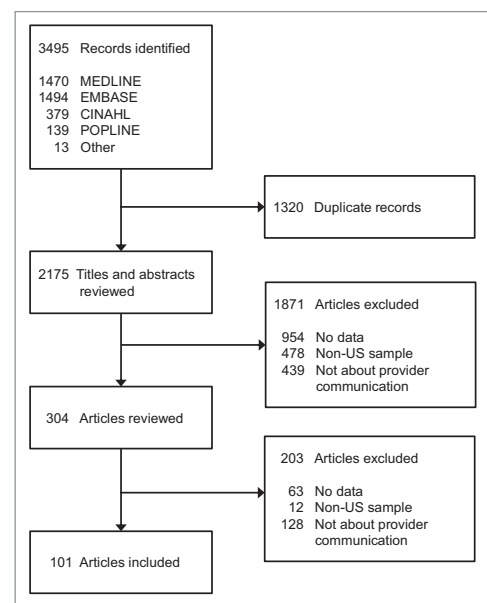 3495 Records identified
1470 MEDLINE
1494 EMBASE
379 CINAHL
139 POPLINE
13 Other
1320 Duplicate records
2175 Titles and abstracts
reviewed
1871 Articles excluded
954 No data
478 Non-US sample
439 Not about provider
communication
304 Articles reviewed
203 Articles excluded
63 No data
12 Non-US sample
128 Not about provider
communication
101 Articles included